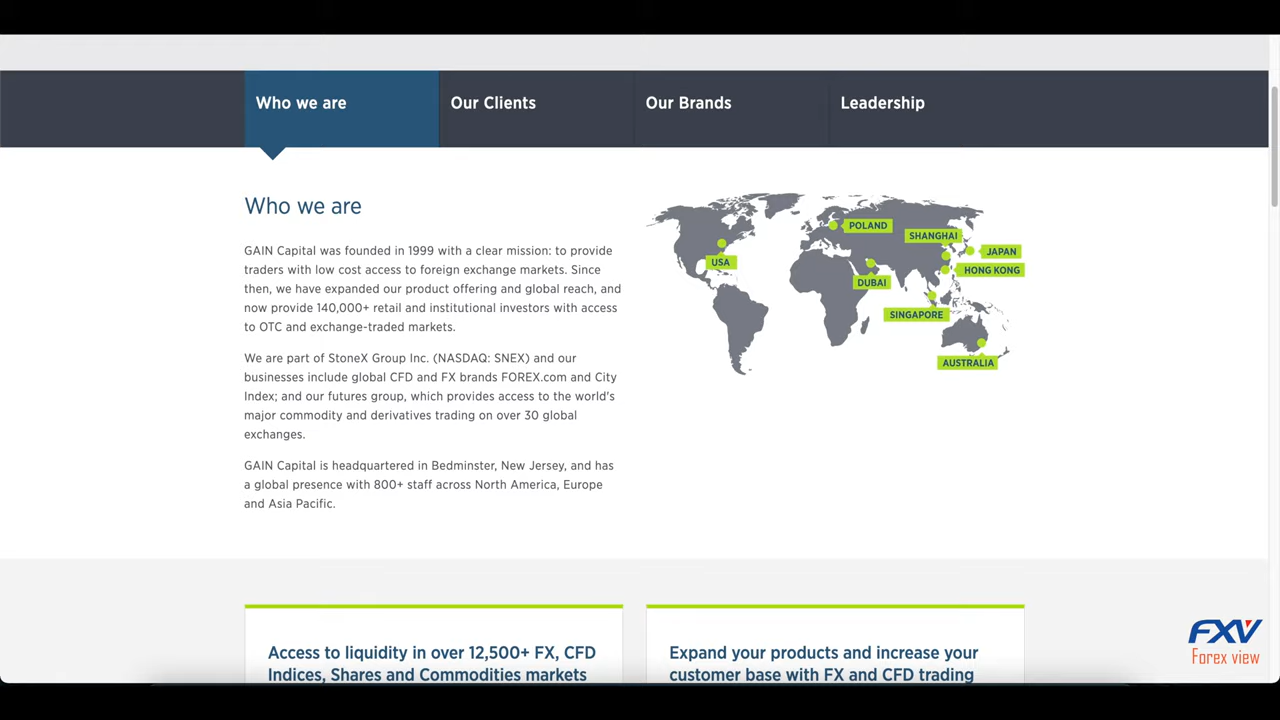 Who we are
Our Clients
Our Brands
Leadership
Who we are
GAIN Capital was founded in 1999 with a clear mission: to provide
traders with low cost access to foreign exchange markets. Since
then, we have expanded our product offering and global reach, and
now provide 140,000+ retail and institutional investors with access
to OTC and exchange-traded markets.
We are part of StoneX Group Inc. (NASDAQ: SNEX) and our
businesses include global CFD and FX brands FOREX.com and City
Index; and our futures group, which provides access to the world's
major commodity and derivatives trading on over 30 global
exchanges.
GAIN Capital is headquartered in Bedminster, New Jersey, and has
a global presence with 800+ staff across North America, Europe
and Asia Pacific.
POLAND
SHANGHAI
JAPAN
USA
HONG KONG
DUBAI
SINGAPORE
AUSTRALIA
Access to liquidity in over 12,500+ FX, CFD
Indices, Shares and Commodities markets
Expand your products and increase your
customer base with FX and CFD trading
FXV
Forex view